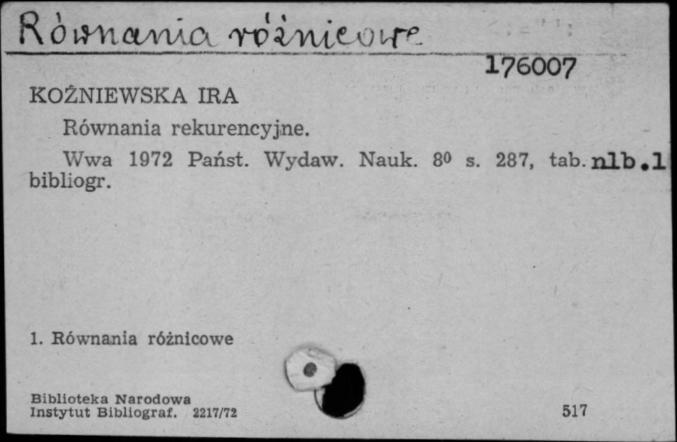 Równania różnicowe
176007
KOŹNIEWSKA IRA
Równania rekurencyjne.
Wwa 1972 Państ. Wydaw. Nauk. 8⁰ s. 287, tab. nlb.1
bibliogr.
1. Równania różnicowe
Biblioteka Narodowa
Instytut Bibliograf. 2217/72
517